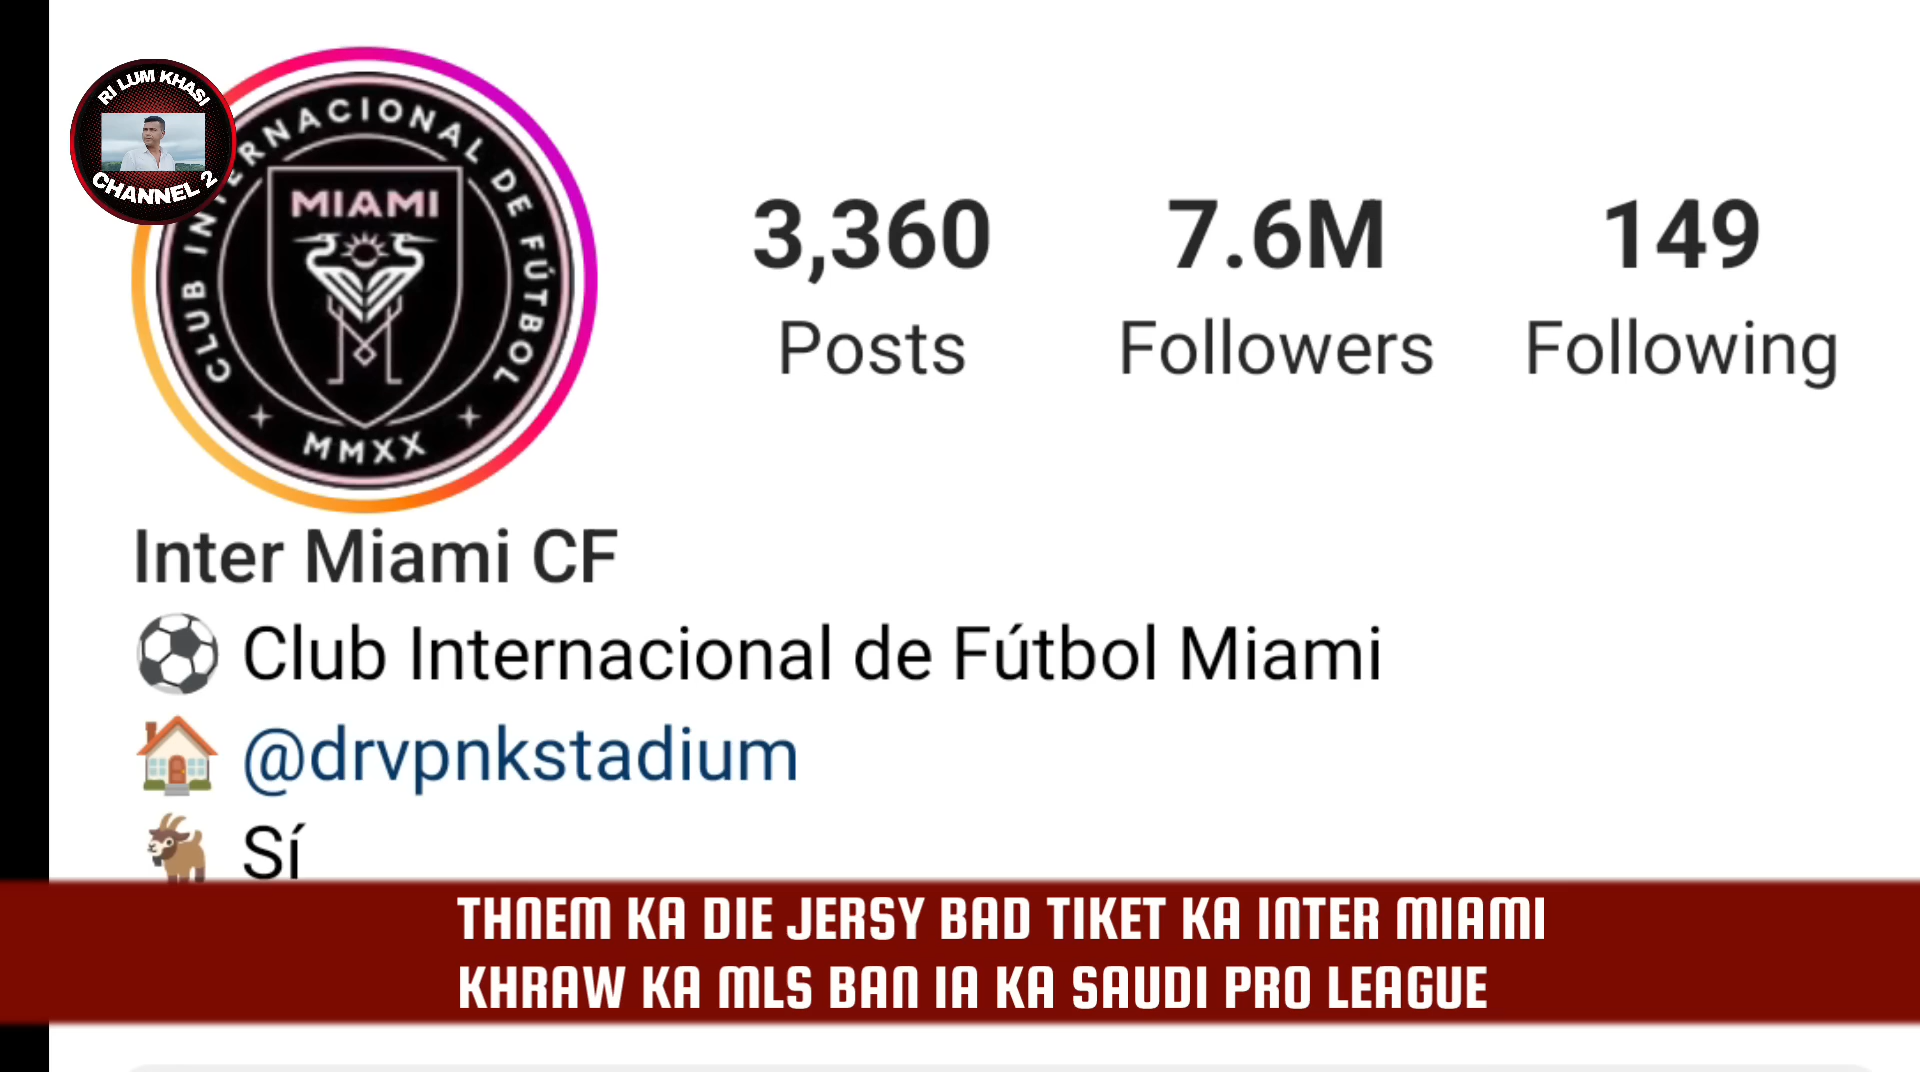 RI LUM KHASI
CHANNEL 2
CLUB INTERNACIONAL DE FÚTBOL
MIAMI
MMXX
3,360 7.6M 149
Posts Followers Following
Inter Miami CF
Club Internacional de Fútbol Miami
@drvpnkstadium
Sí
THNEM KA DIE JERSY BAD TIKET KA INTER MIAMI
KHRAW KA MLS BAN IA KA SAUDI PRO LEAGUE